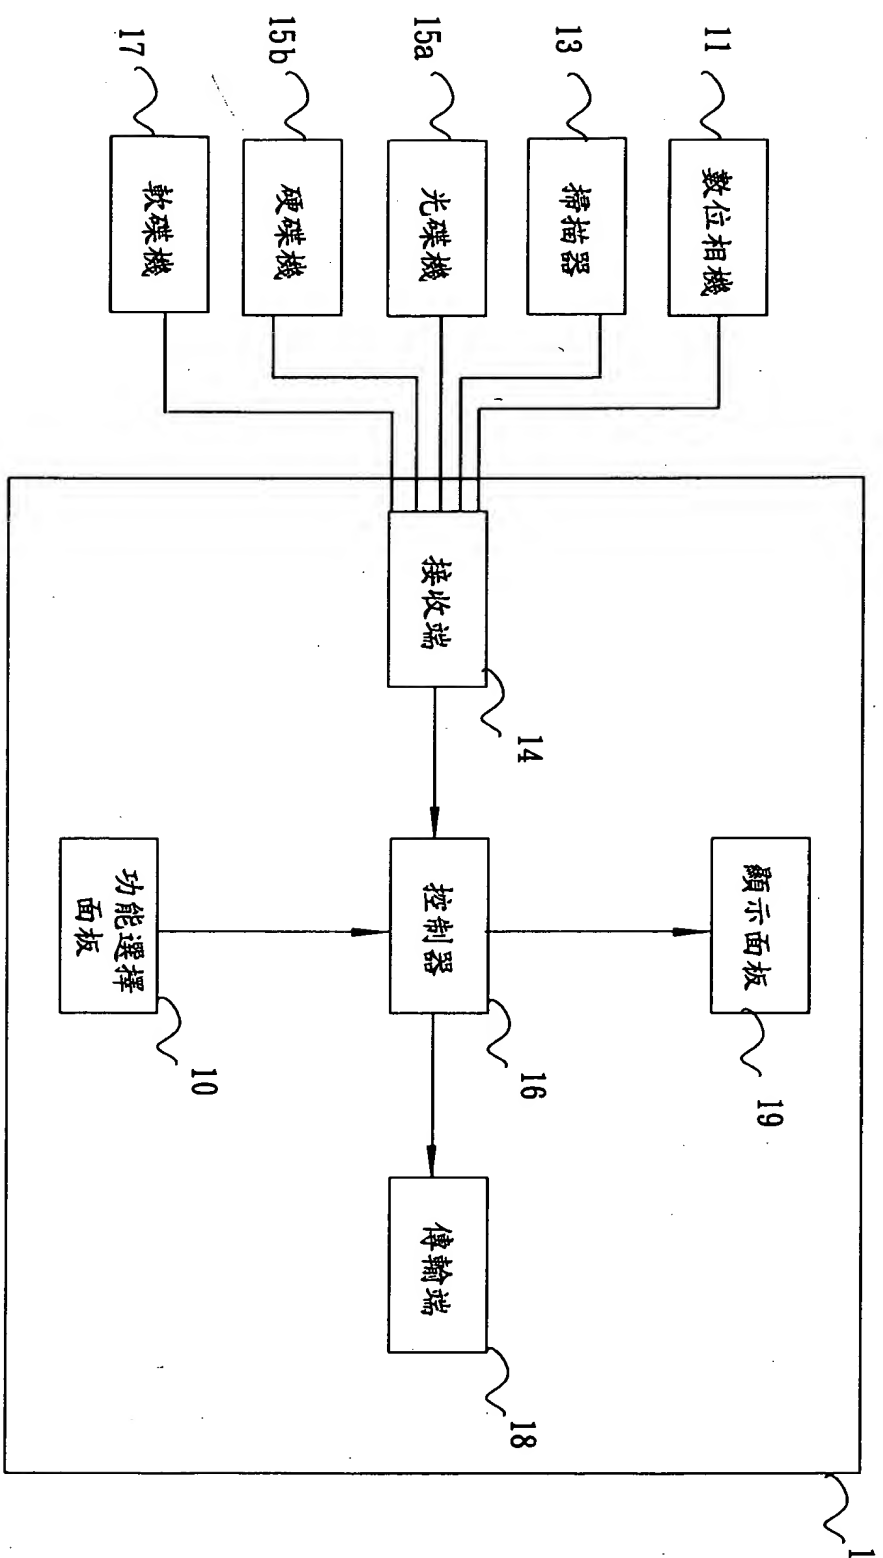 11
數位相機
13
掃描器
15a
光碟機
15b
硬碟機
17
軟碟機
接收端
14
顯示面板
19
控制器
16
功能選擇
面板
10
傳輸端
18
1